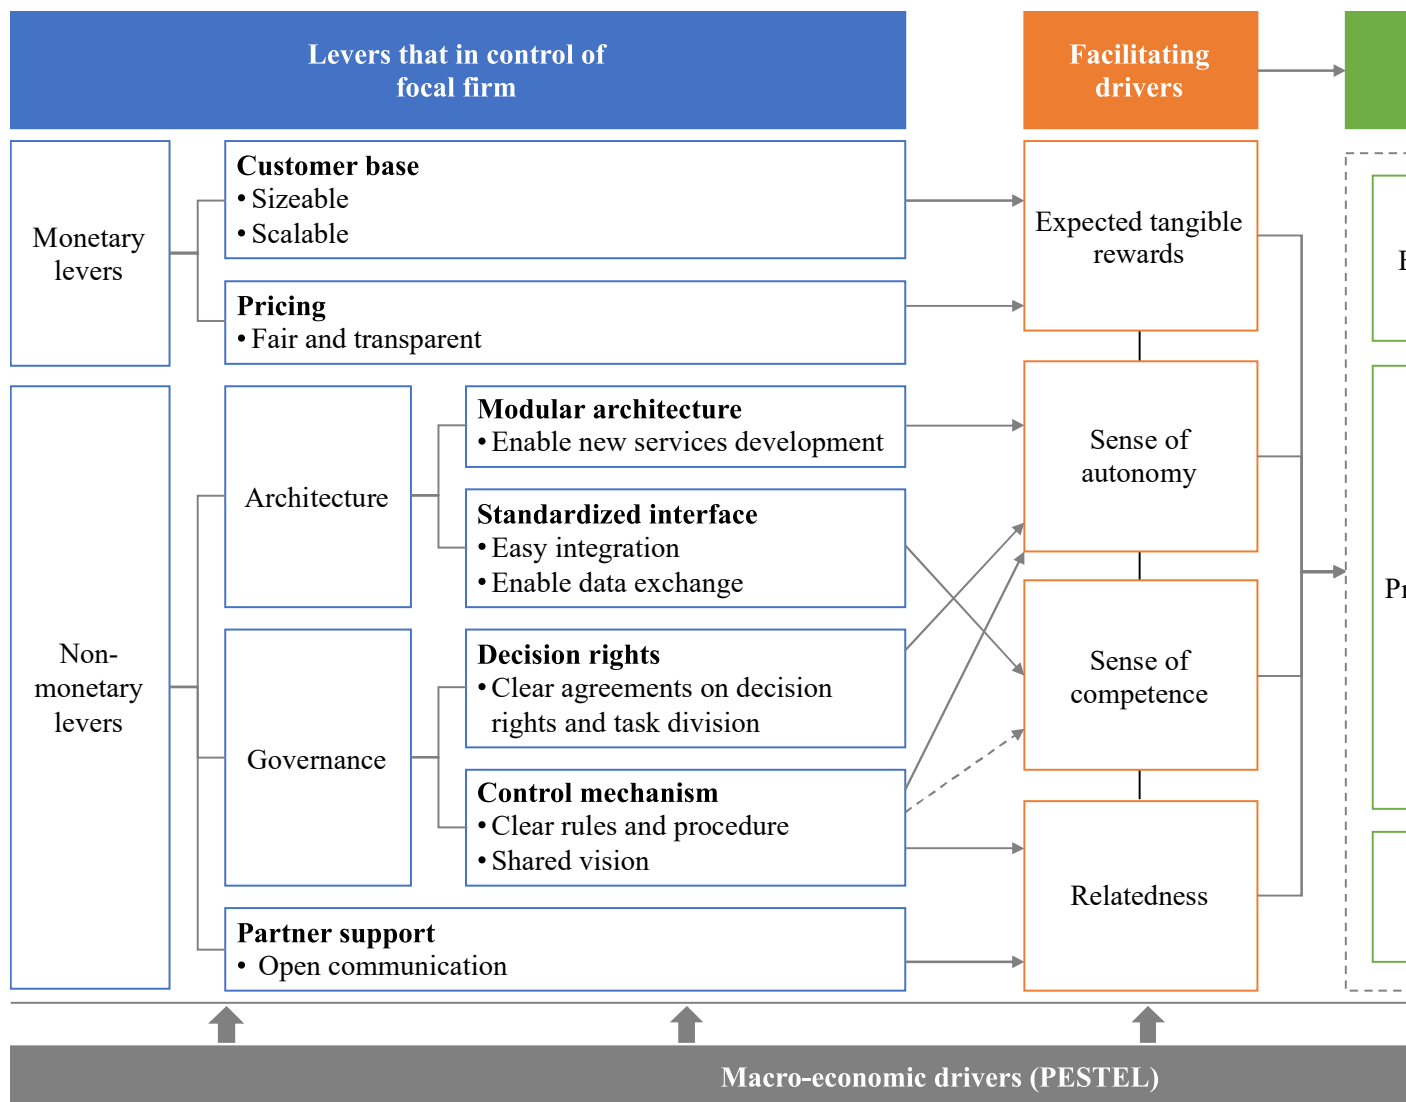 Levers that in control of
focal firm
Facilitating
drivers
Monetary
levers
Customer base
• Sizeable
• Scalable
Pricing
• Fair and transparent
Expected tangible
rewards
Non-
monetary
levers
Architecture
Modular architecture
• Enable new services development
Standardized interface
• Easy integration
• Enable data exchange
Sense of
autonomy
Governance
Decision rights
• Clear agreements on decision
rights and task division
Control mechanism
• Clear rules and procedure
• Shared vision
Sense of
competence
Partner support
• Open communication
Relatedness
Macro-economic drivers (PESTEL)